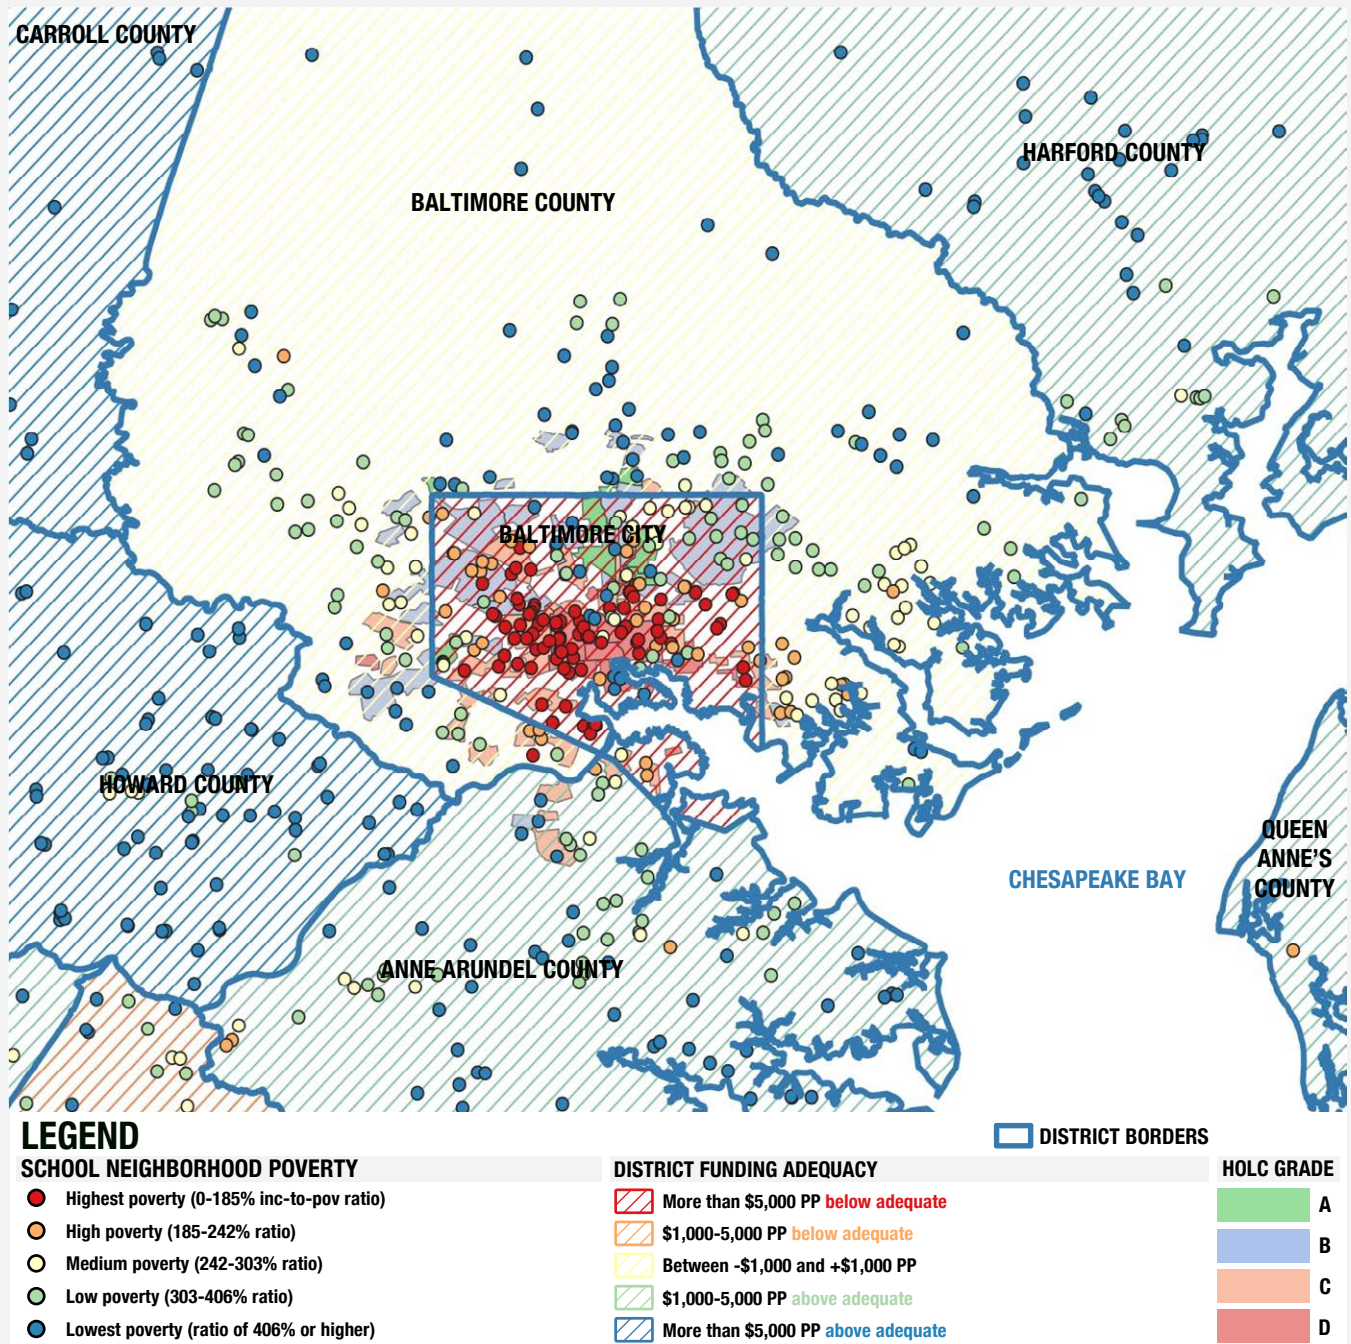 CARROLL COUNTY
HARFORD COUNTY
BALTIMORE COUNTY
BALTIMORE CITY
HOWARD COUNTY
QUEEN
ANNE'S
COUNTY
CHESAPEAKE BAY
ANNE ARUNDEL COUNTY
LEGEND
DISTRICT BORDERS
SCHOOL NEIGHBORHOOD POVERTY
Highest poverty (0-185% inc-to-pov ratio)
High poverty (185-242% ratio)
Medium poverty (242-303% ratio)
Low poverty (303-406% ratio)
Lowest poverty (ratio of 406% or higher)
DISTRICT FUNDING ADEQUACY
More than $5,000 PP below adequate
$1,000-5,000 PP below adequate
Between -$1,000 and +$1,000 PP
$1,000-5,000 PP above adequate
More than $5,000 PP above adequate
HOLC GRADE
A
B
C
D